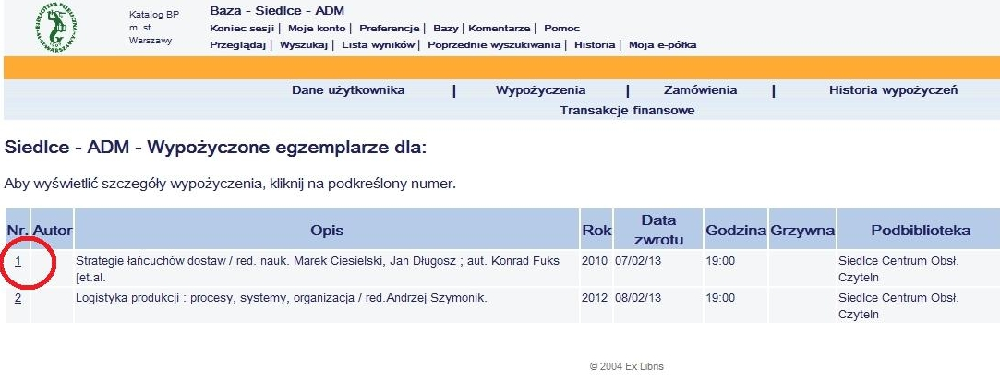 Katalog BP
m. st.
Warszawy
Baza - Siedlce - ADM
Koniec sesji | Moje konto | Preferencje | Bazy | Komentarze | Pomoc
Przeglądaj | Wyszukaj | Lista wyników | Poprzednie wyszukiwania | Historia | Moja e-półka
Dane użytkownika | Wypożyczenia | Zamówienia | Historia wypożyczeń
Transakcje finansowe
Siedlce - ADM - Wypożyczone egzemplarze dla:
Aby wyświetlić szczegóły wypożyczenia, kliknij na podkreślony numer.
Nr. Autor Opis Rok Data zwrotu Godzina Grzywna Podbiblioteka
1 Strategie łańcuchów dostaw / red. nauk. Marek Ciesielski, Jan Długosz ; aut. Konrad Fuks 2010 07/02/13 19:00 Siedlce Centrum Obsł.
[et.al. Czyteln
2 Logistyka produkcji : procesy, systemy, organizacja / red.Andrzej Szymonik. 2012 08/02/13 19:00 Siedlce Centrum Obsł.
Czyteln
© 2004 Ex Libris